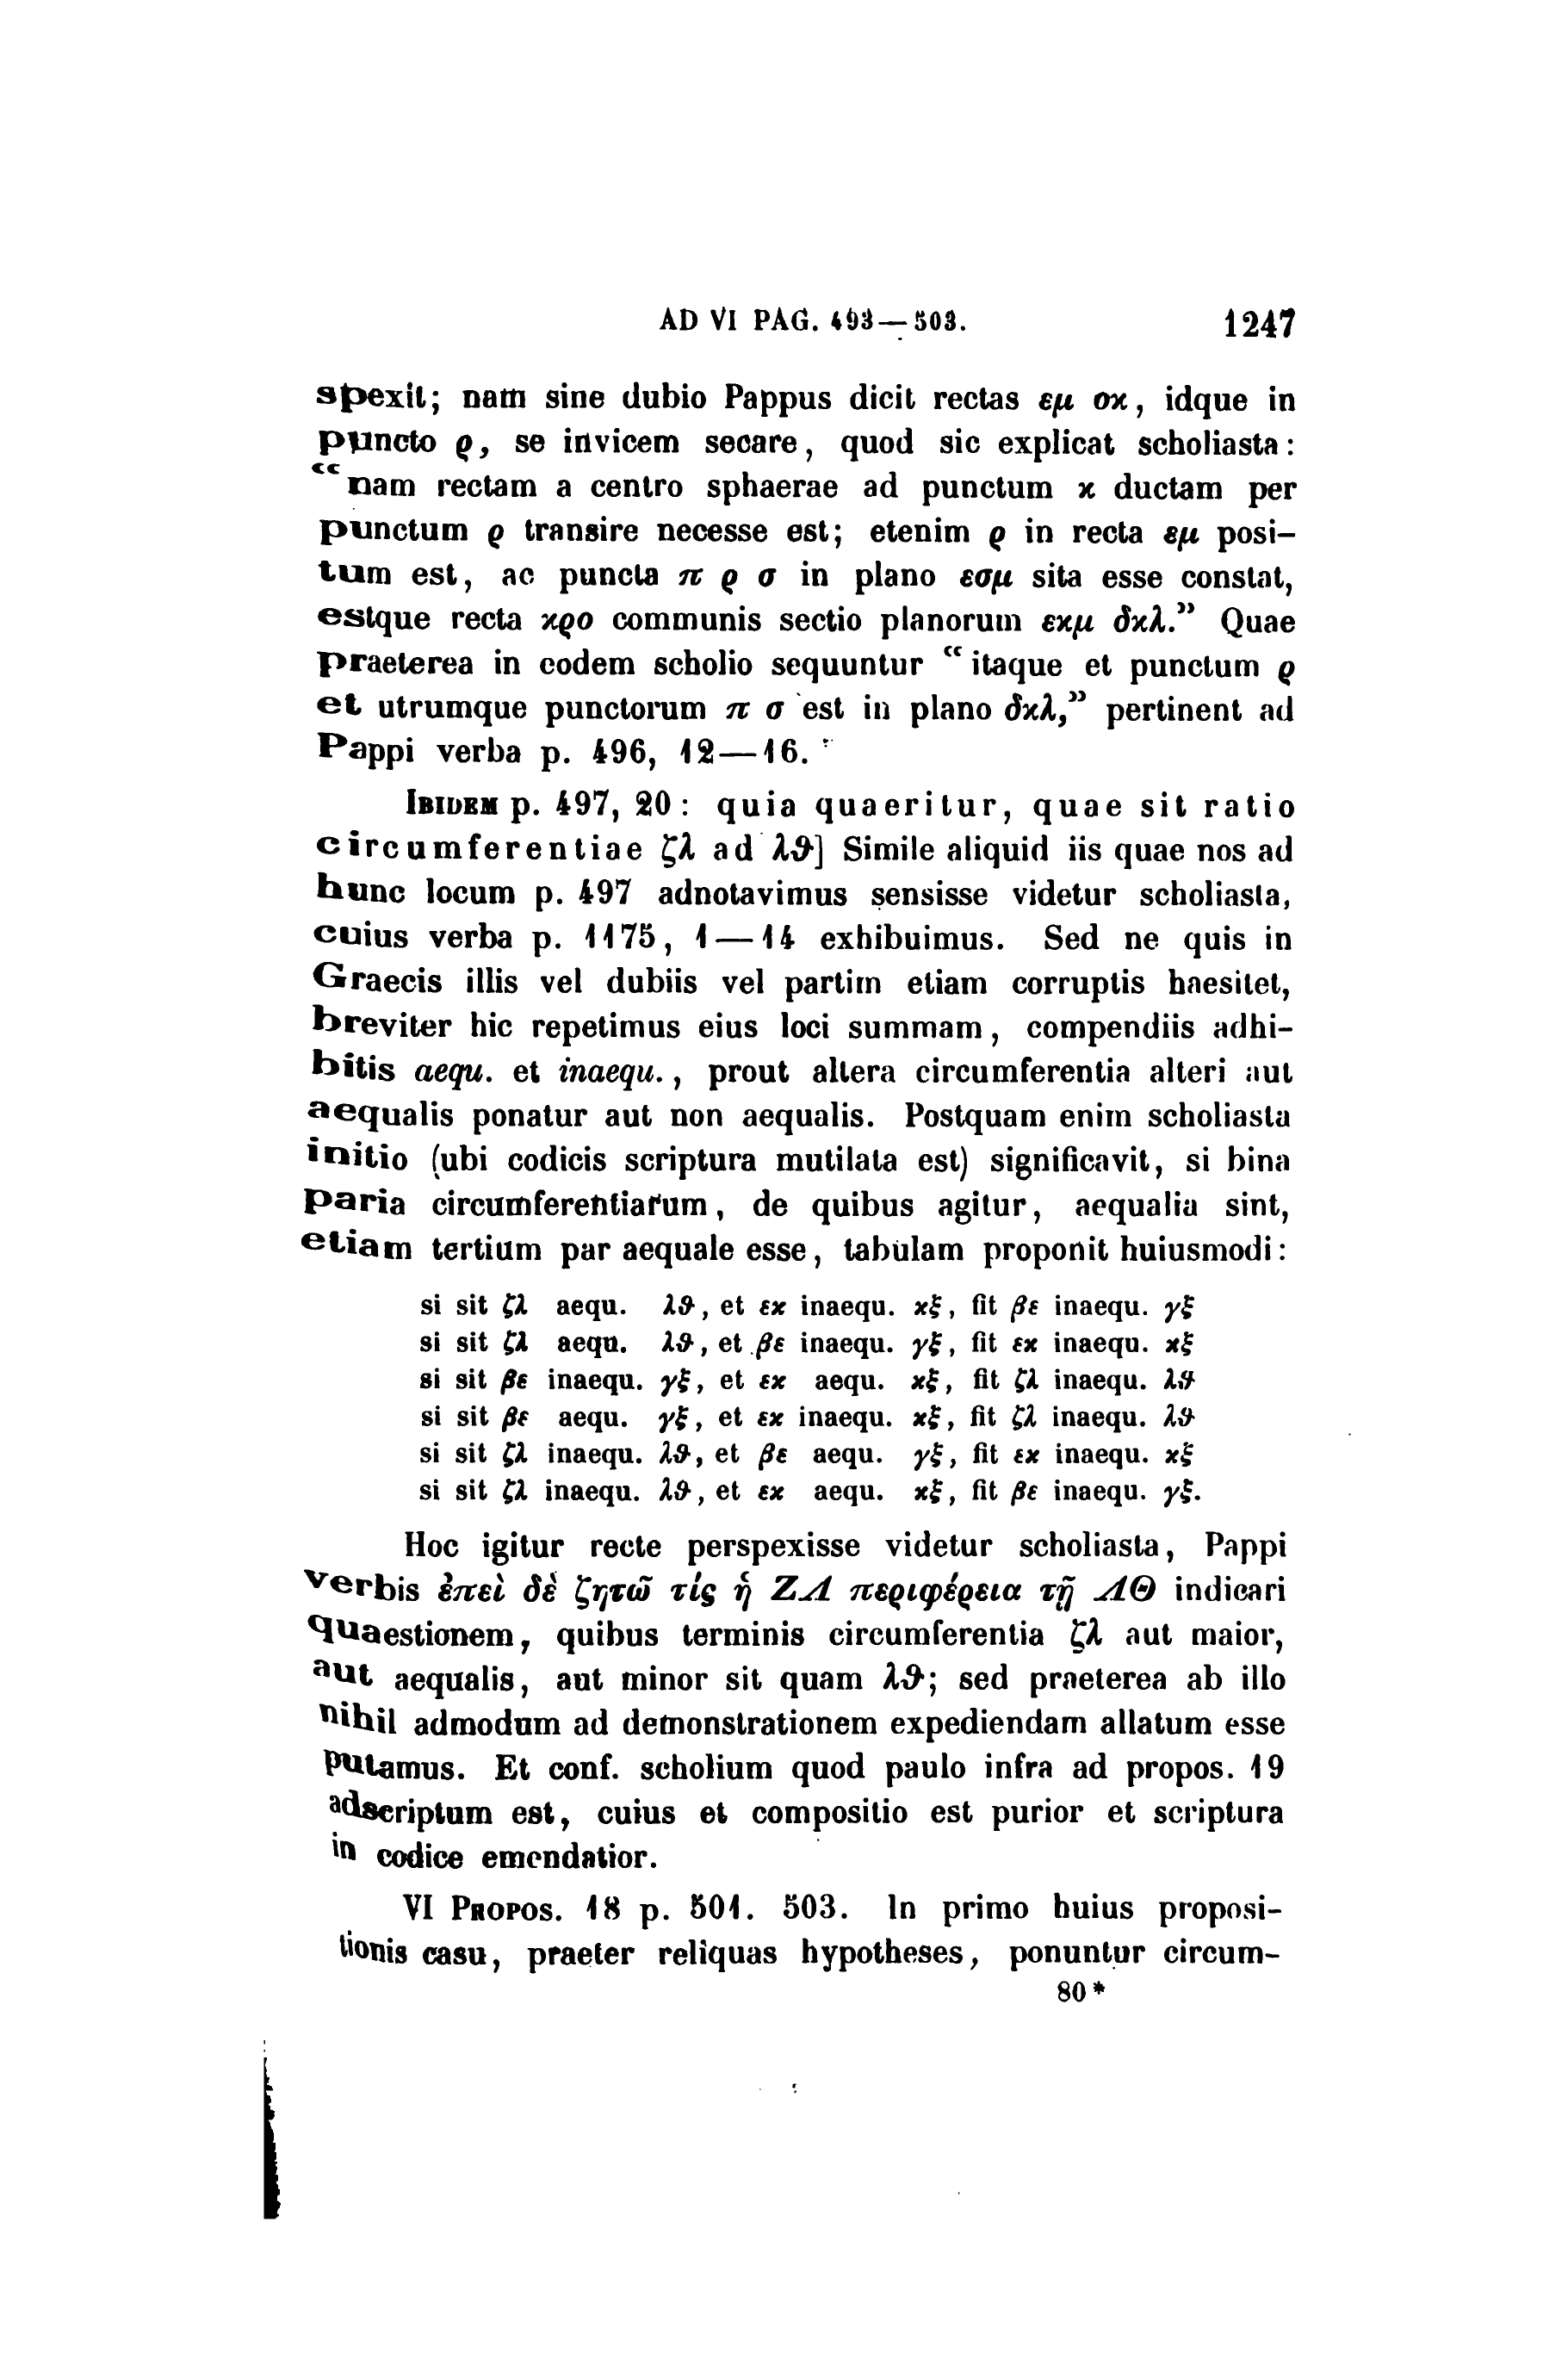 AD VI PAG. 493—503. 1247
spexit; nam sine dubio Pappus dicit rectas εμ οκ, idque in
puncto ϱ, se invicem secare, quod sic explicat scholiasta:
“nam rectam a centro sphaerae ad punctum κ ductam per
punctum ϱ transire necesse est; etenim ϱ in recta εμ posi-
tum est, ac puncta π ϱ σ in plano εσμ sita esse constat,
estque recta κϱο communis sectio planorum εκμ δκλ.” Quae
praeterea in eodem scholio sequuntur “itaque et punctum ϱ
et utrumque punctorum π σ est in plano δκλ,” pertinent ad
Pappi verba p. 496, 12—16.
IBIDEM p. 497, 20: quia quaeritur, quae sit ratio
circumferentiae ζλ ad λϑ] Simile aliquid iis quae nos ad
hunc locum p. 497 adnotavimus sensisse videtur scholiasta,
cuius verba p. 1175, 1—14 exhibuimus. Sed ne quis in
Graecis illis vel dubiis vel partim etiam corruptis haesitet,
breviter hic repetimus eius loci summam, compendiis adhi-
bitis aequ. et inaequ., prout altera circumferentia alteri aut
aequalis ponatur aut non aequalis. Postquam enim scholiasta
initio (ubi codicis scriptura mutilata est) significavit, si bina
paria circumferentiarum, de quibus agitur, aequalia sint,
etiam tertium par aequale esse, tabulam proponit huiusmodi:
si sit ζλ aequ. λϑ, et εκ inaequ. κξ, fit βε inaequ. γξ
si sit ζλ aequ. λϑ, et βε inaequ. γξ, fit εκ inaequ. κξ
si sit βε inaequ. γξ, et εκ aequ. κξ, fit ζλ inaequ. λϑ
si sit βε aequ. γξ, et εκ inaequ. κξ, fit ζλ inaequ. λϑ
si sit ζλ inaequ. λϑ, et βε aequ. γξ, fit εκ inaequ. κξ
si sit ζλ inaequ. λϑ, et εκ aequ. κξ, fit βε inaequ. γξ.
Hoc igitur recte perspexisse videtur scholiasta, Pappi
verbis ἐπεὶ δὲ ζητῶ τίς ἡ ΖΛ πεϱιφέϱεια τῇ ΛΘ indicari
quaestionem, quibus terminis circumferentia ζλ aut maior,
aut aequalis, aut minor sit quam λϑ; sed praeterea ab illo
nihil admodum ad demonstrationem expediendam allatum esse
putamus. Et conf. scholium quod paulo infra ad propos. 19
adscriptum est, cuius et compositio est purior et scriptura
in codice emendatior.
VI PROPOS. 18 p. 501. 503. In primo huius proposi-
tionis casu, praeter reliquas hypotheses, ponuntur circum-
80*